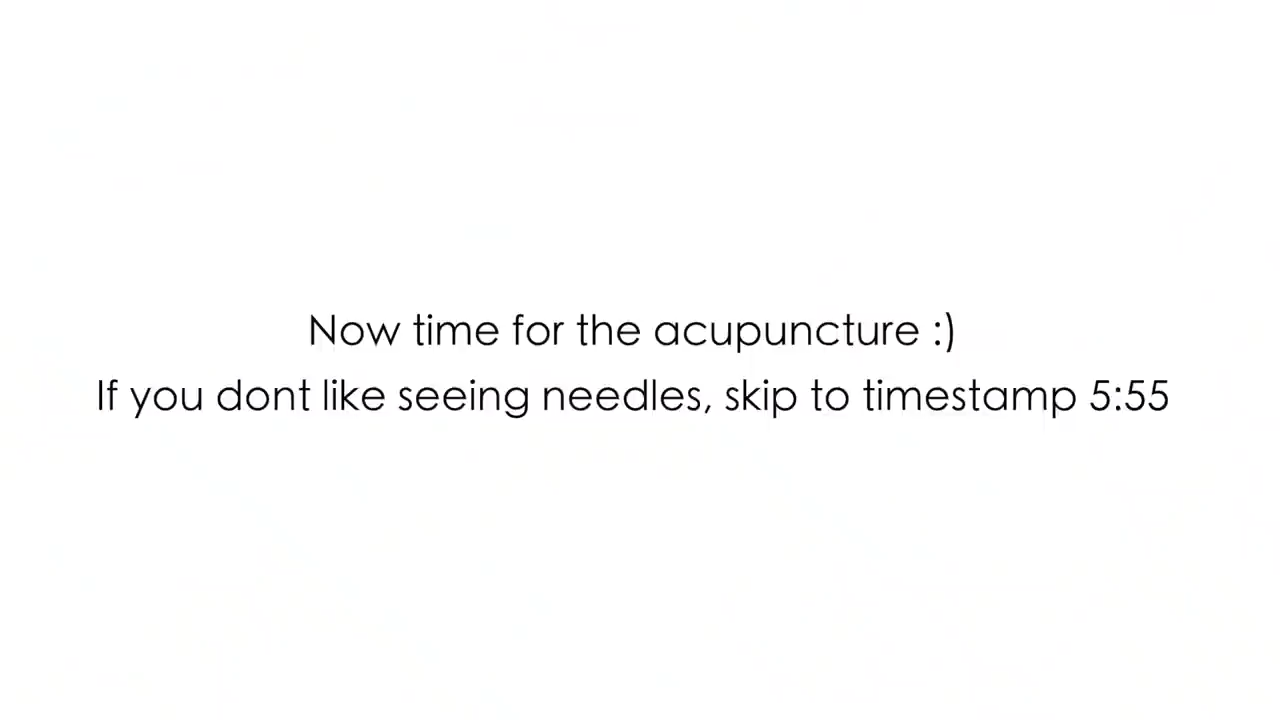 Now time for the acupuncture :)
If you dont like seeing needles, skip to timestamp 5:55